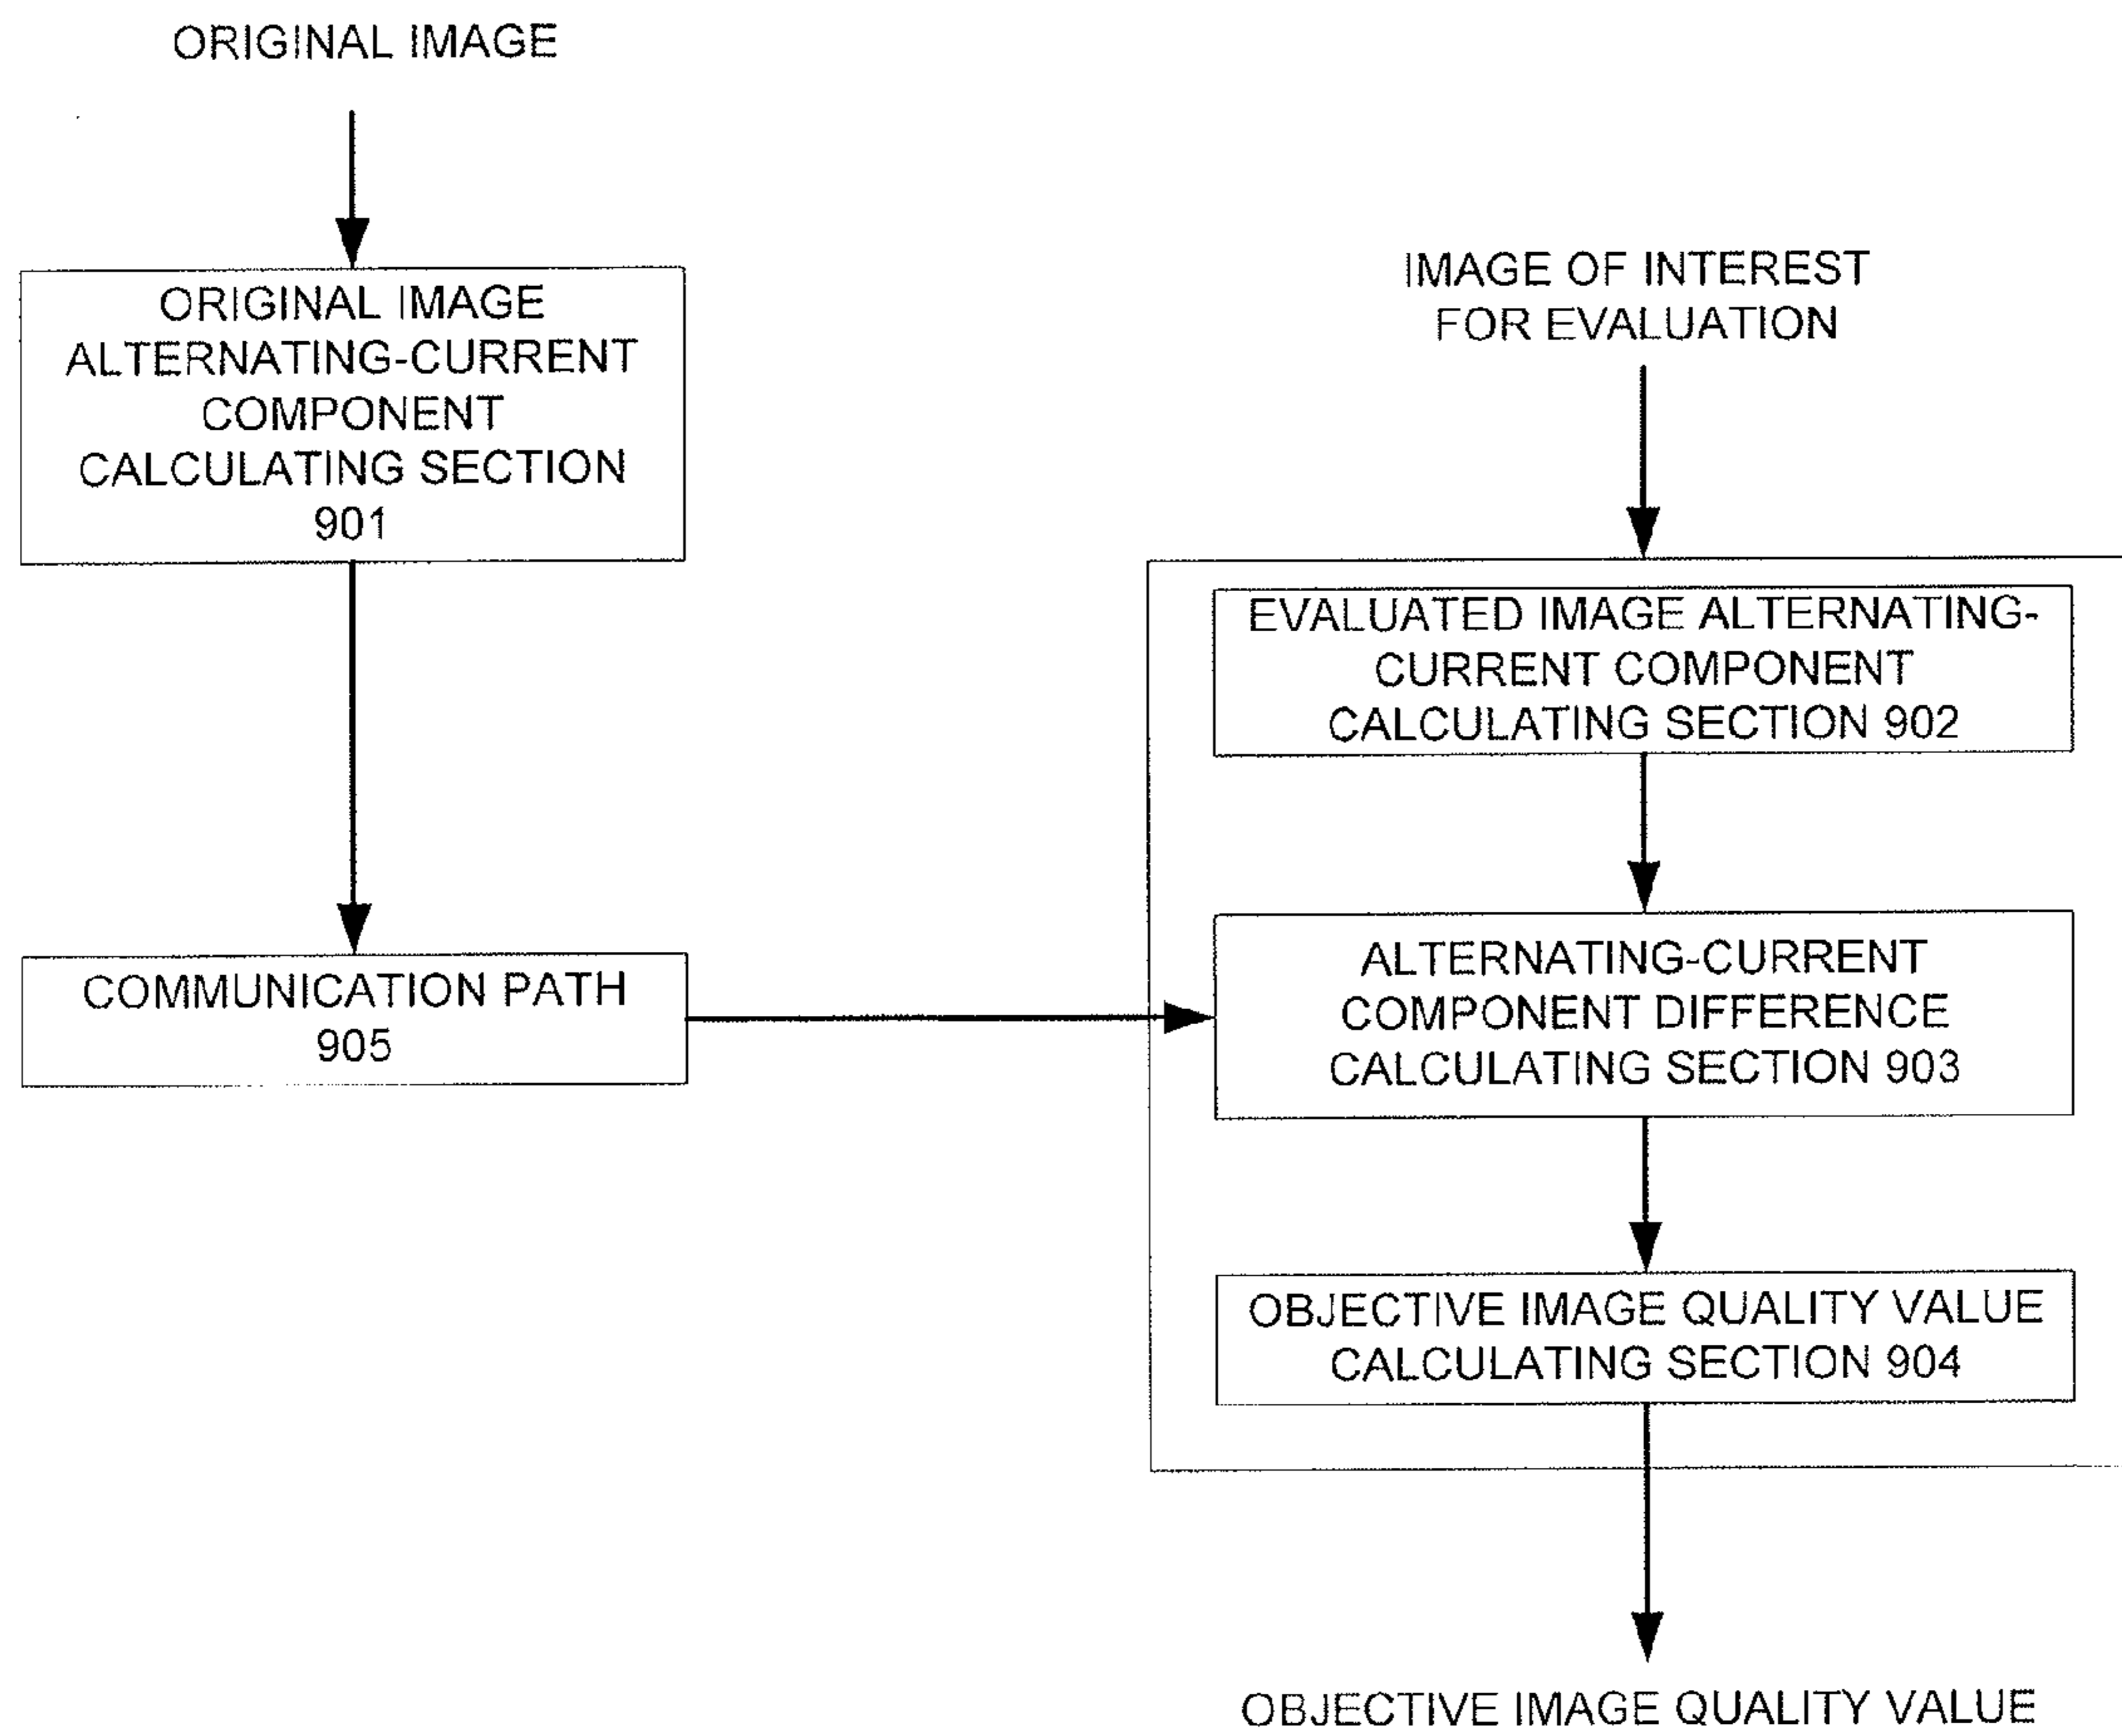 ORIGINAL IMAGE
ORIGINAL IMAGE
ALTERNATING-CURRENT
COMPONENT
CALCULATING SECTION
901
COMMUNICATION PATH
905
IMAGE OF INTEREST
FOR EVALUATION
EVALUATED IMAGE ALTERNATING-
CURRENT COMPONENT
CALCULATING SECTION 902
ALTERNATING-CURRENT
COMPONENT DIFFERENCE
CALCULATING SECTION 903
OBJECTIVE IMAGE QUALITY VALUE
CALCULATING SECTION 904
OBJECTIVE IMAGE QUALITY VALUE